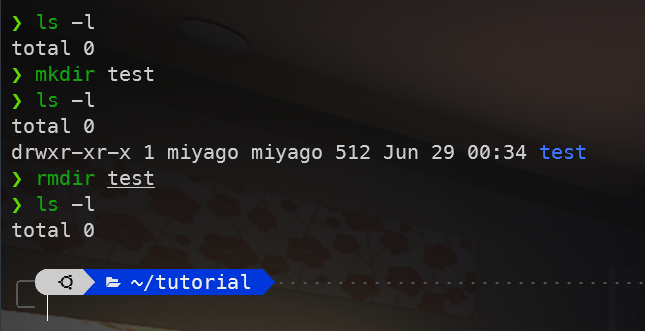 ❯ ls -l
total 0
❯ mkdir test
❯ ls -l
total 0
drwxr-xr-x 1 miyago miyago 512 Jun 29 00:34 test
❯ rmdir test
❯ ls -l
total 0
~/tutorial